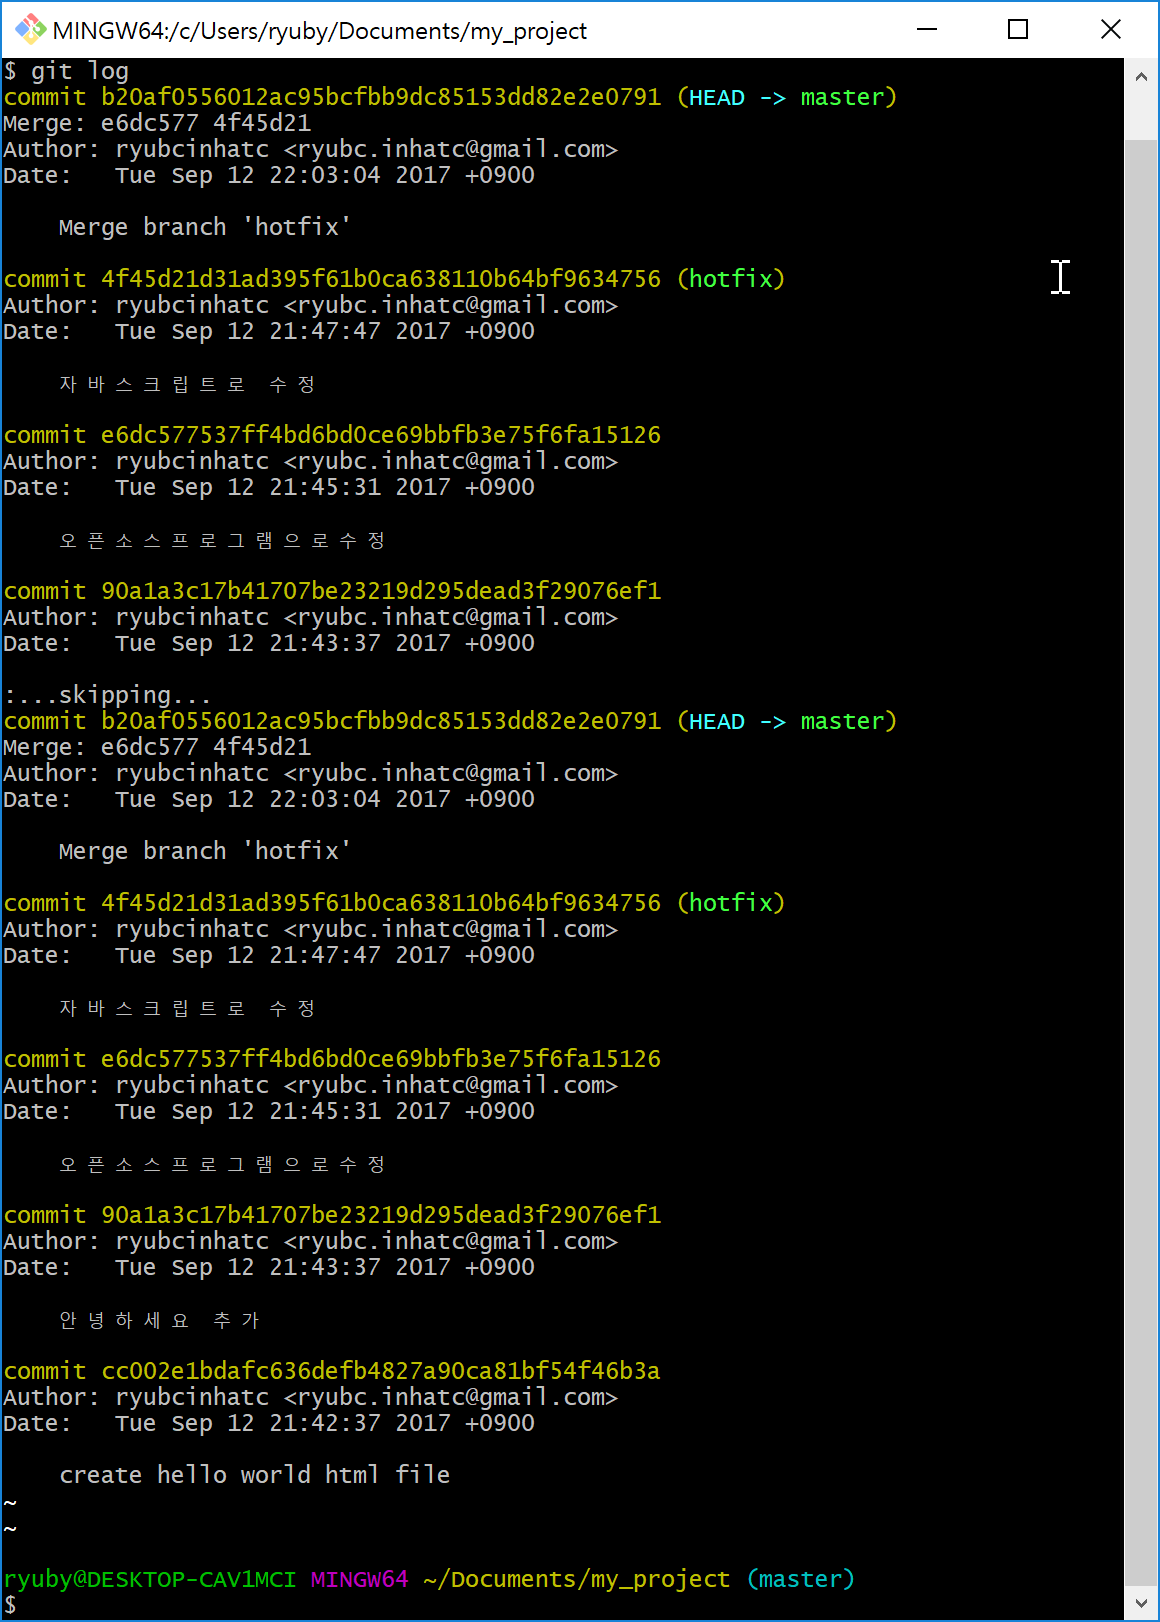 MINGW64:/c/Users/ryuby/Documents/my_project
$ git log
commit b20af0556012ac95bcfbb9dc85153dd82e2e0791 (HEAD -> master)
Merge: e6dc577 4f45d21
Author: ryubcinhatc <ryubc.inhatc@gmail.com>
Date:   Tue Sep 12 22:03:04 2017 +0900
    Merge branch 'hotfix'
commit 4f45d21d31ad395f61b0ca638110b64bf9634756 (hotfix)
Author: ryubcinhatc <ryubc.inhatc@gmail.com>
Date:   Tue Sep 12 21:47:47 2017 +0900
    자바스크립트로 수정
commit e6dc577537ff4bd6bd0ce69bbfb3e75f6fa15126
Author: ryubcinhatc <ryubc.inhatc@gmail.com>
Date:   Tue Sep 12 21:45:31 2017 +0900
    오픈소스프로그램으로수정
commit 90a1a3c17b41707be23219d295dead3f29076ef1
Author: ryubcinhatc <ryubc.inhatc@gmail.com>
Date:   Tue Sep 12 21:43:37 2017 +0900
:...skipping...
commit b20af0556012ac95bcfbb9dc85153dd82e2e0791 (HEAD -> master)
Merge: e6dc577 4f45d21
Author: ryubcinhatc <ryubc.inhatc@gmail.com>
Date:   Tue Sep 12 22:03:04 2017 +0900
    Merge branch 'hotfix'
commit 4f45d21d31ad395f61b0ca638110b64bf9634756 (hotfix)
Author: ryubcinhatc <ryubc.inhatc@gmail.com>
Date:   Tue Sep 12 21:47:47 2017 +0900
    자바스크립트로 수정
commit e6dc577537ff4bd6bd0ce69bbfb3e75f6fa15126
Author: ryubcinhatc <ryubc.inhatc@gmail.com>
Date:   Tue Sep 12 21:45:31 2017 +0900
    오픈소스프로그램으로수정
commit 90a1a3c17b41707be23219d295dead3f29076ef1
Author: ryubcinhatc <ryubc.inhatc@gmail.com>
Date:   Tue Sep 12 21:43:37 2017 +0900
    안녕하세요 추가
commit cc002e1bdafc636defb4827a90ca81bf54f46b3a
Author: ryubcinhatc <ryubc.inhatc@gmail.com>
Date:   Tue Sep 12 21:42:37 2017 +0900
    create hello world html file
~
~
ryuby@DESKTOP-CAV1MCI MINGW64 ~/Documents/my_project (master)
$